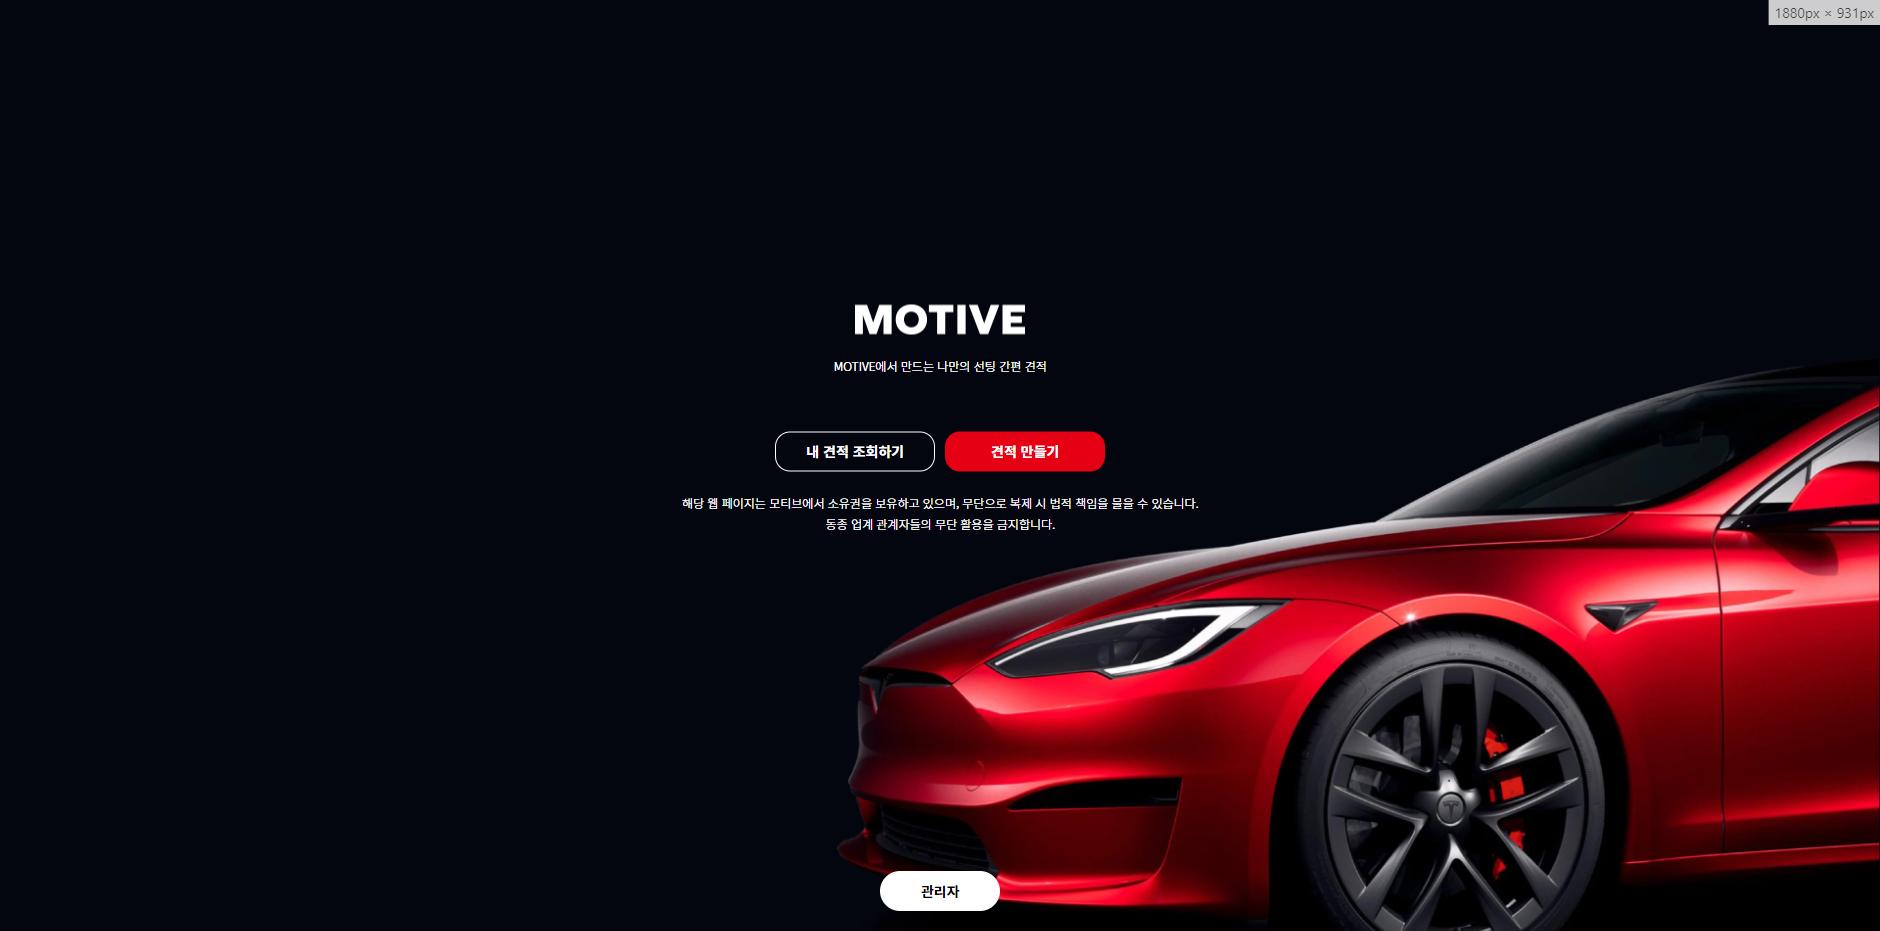 1880px × 931px
MOTIVE
MOTIVE에서 만드는 나만의 선팅 간편 견적
내 견적 조회하기
견적 만들기
해당 웹 페이지는 모티브에서 소유권을 보유하고 있으며, 무단으로 복제 시 법적 책임을 물을 수 있습니다.
동종 업계 관계자들의 무단 활용을 금지합니다.
관리자